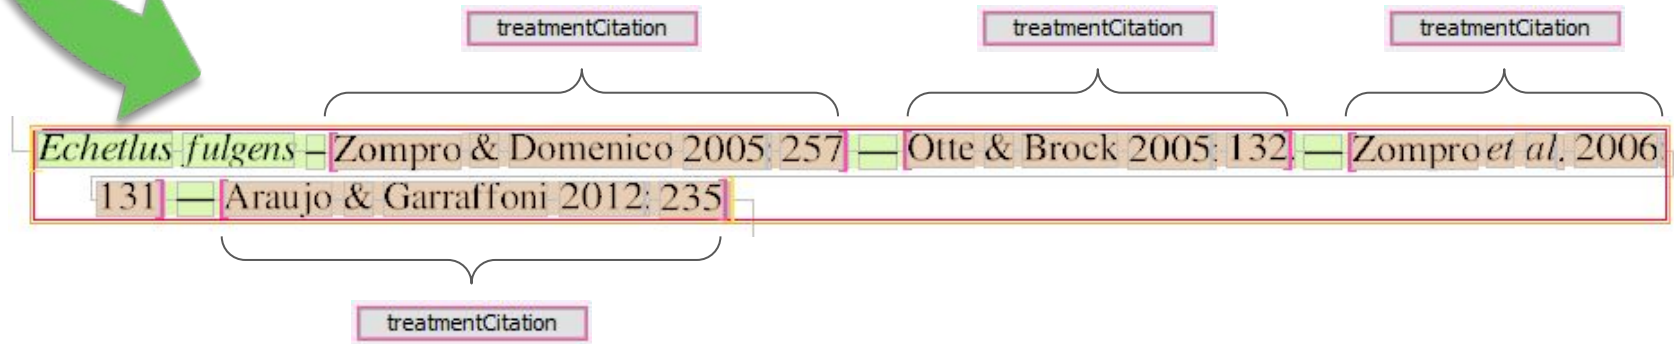 treatmentCitation treatmentCitation treatmentCitation
Echetlus fulgens – Zompro & Domenico 2005: 257 — Otte & Brock 2005: 132. — Zompro et al. 2006:
131 — Araujo & Garraffoni 2012: 235
treatmentCitation